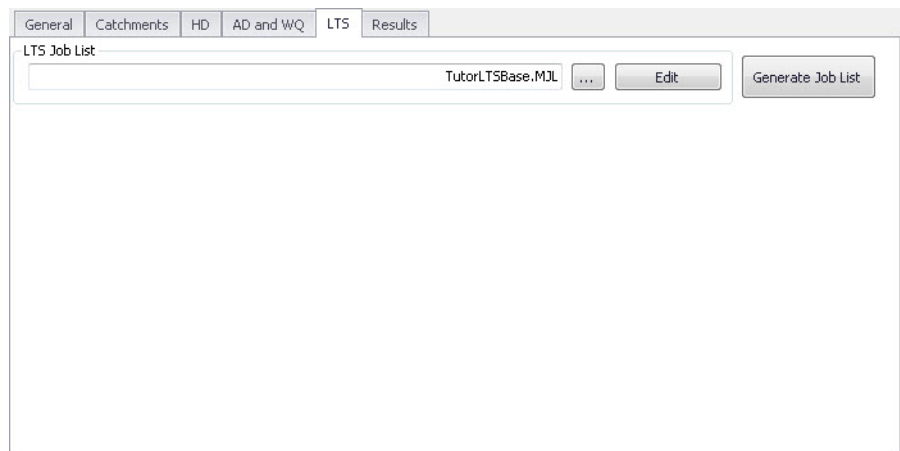 General Catchments HD AD and WQ LTS Results
LTS Job List
TutorLTSBase.MJL ... Edit Generate Job List